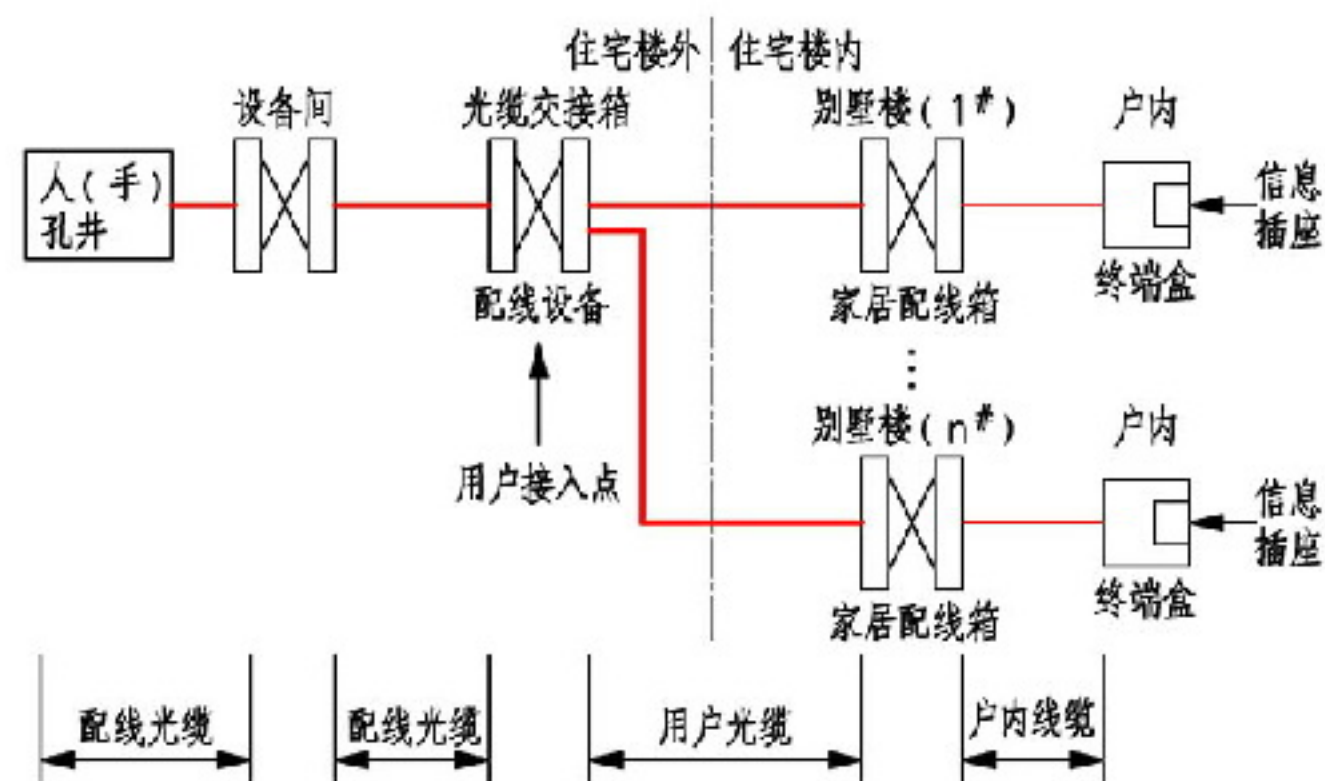 住宅楼外
住宅楼内
设备间
光缆交接箱
别墅楼(1#)
户内
人(手)
孔井
信息
插座
终端盒
配线设备
家居配线箱
用户接入点
别墅楼(n#)
户内
信息
插座
终端盒
家居配线箱
配线光缆
配线光缆
用户光缆
户内线缆